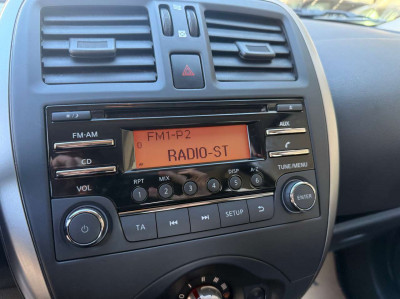 FM·AM
AUX
FM1-P2
RADIO-ST
CD
TUNE/MENU
VOL
RPT MIX DISP A/C
1 2 3 4 5 6
ENTER
TA SETUP